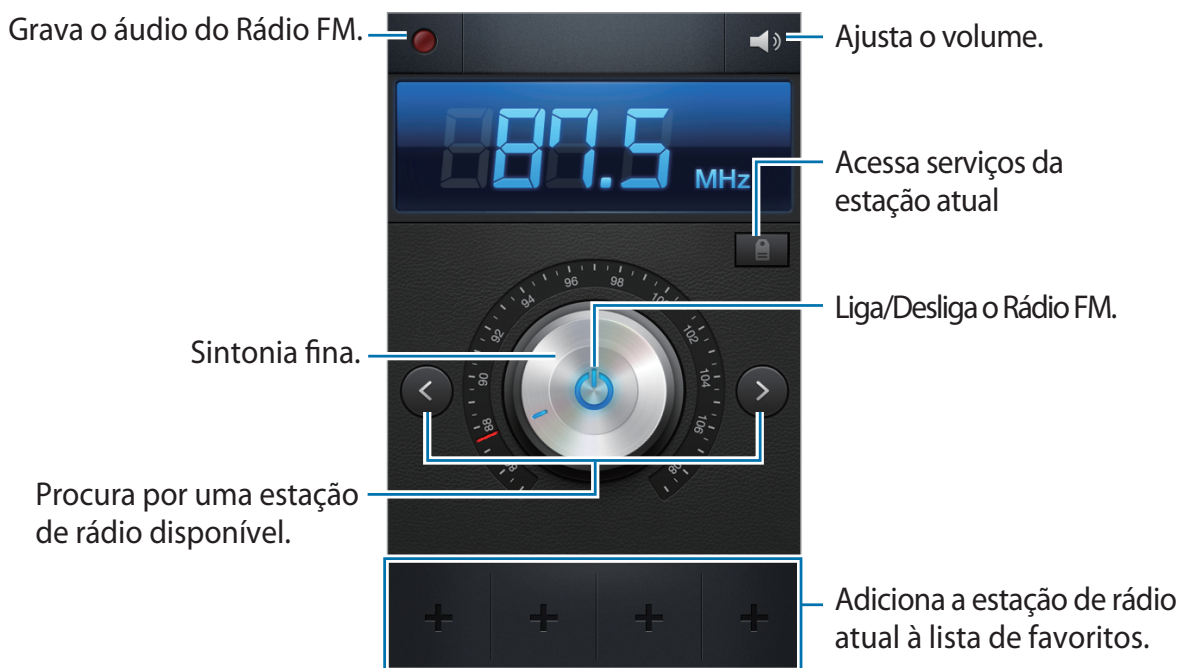 Grava o áudio do Rádio FM.
Ajusta o volume.
87.5 MHz
Acessa serviços da
estação atual
96 98
94
92 102
Liga/Desliga o Rádio FM.
Sintonia fina.
90 104
88 106
Procura por uma estação
de rádio disponível.
Adiciona a estação de rádio
atual à lista de favoritos.